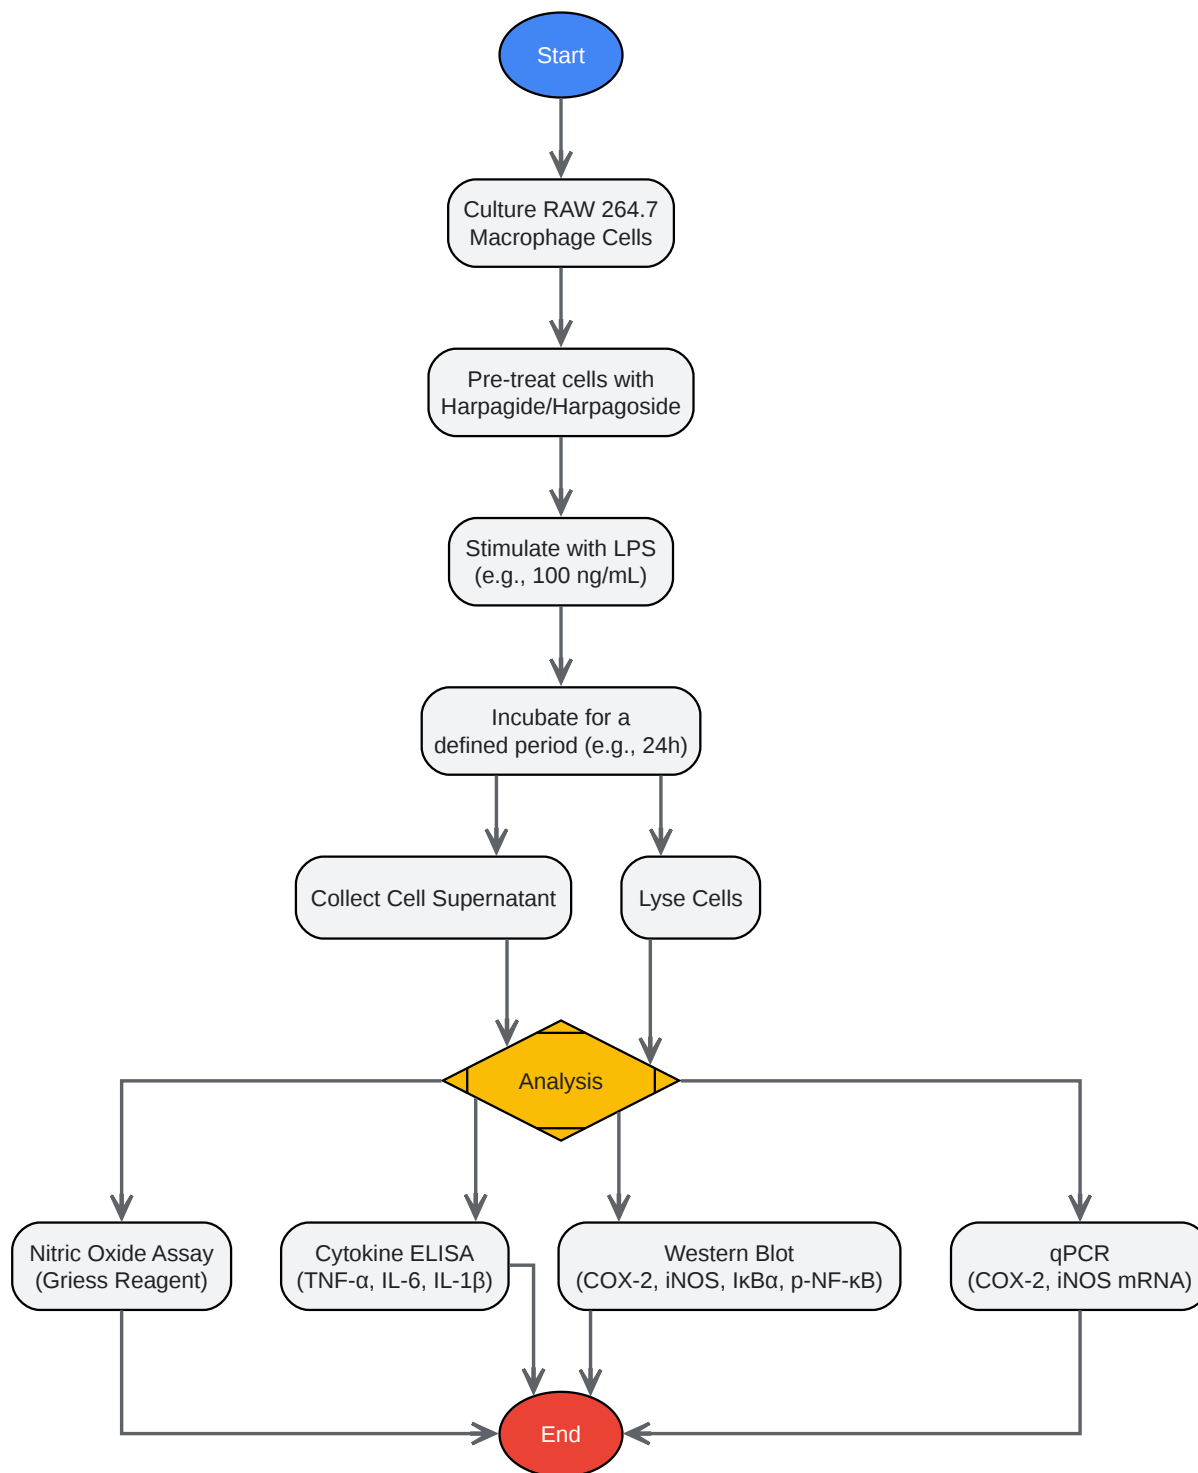 Start
Culture RAW 264.7
Macrophage Cells
Pre-treat cells with
Harpagide/Harpagoside
Stimulate with LPS
(e.g., 100 ng/mL)
Incubate for a
defined period (e.g., 24h)
Collect Cell Supernatant
Lyse Cells
Analysis
Nitric Oxide Assay
(Griess Reagent)
Cytokine ELISA
(TNF-α, IL-6, IL-1β)
Western Blot
(COX-2, iNOS, IκBα, p-NF-κB)
qPCR
(COX-2, iNOS mRNA)
End